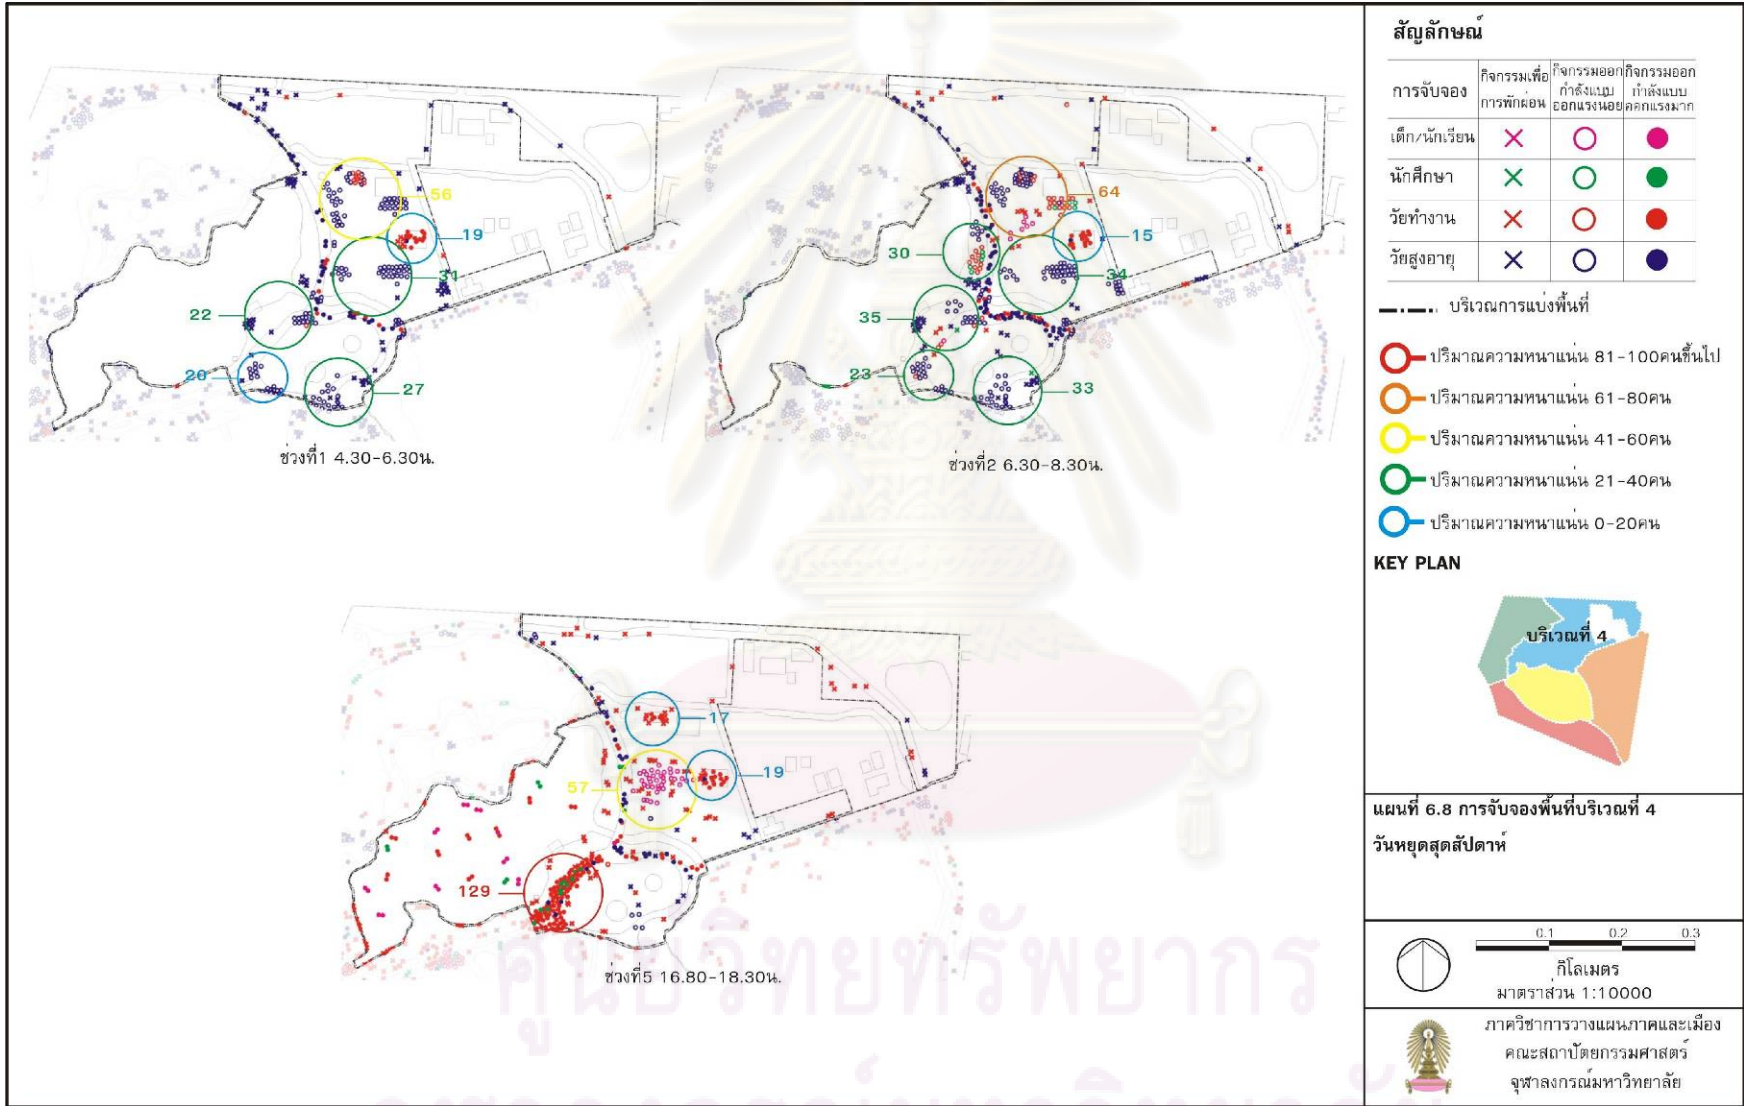 56
19
31
22
20
27
ช่วงที่1 4.30-6.30น.
64
15
30
34
35
23
33
ช่วงที่2 6.30-8.30น.
17
19
57
129
ช่วงที่5 16.80-18.30น.
สัญลักษณ์
การจับจอง
กิจกรรมเพื่อ
การพักผ่อน
กิจกรรมออก
กำลังแบบ
ออกแรงน้อย
กิจกรรมออก
กำลังแบบ
ออกแรงมาก
เด็ก/นักเรียน
นักศึกษา
วัยทำงาน
วัยสูงอายุ
บริเวณการแบ่งพื้นที่
ปริมาณความหนาแน่น 81-100คนขึ้นไป
ปริมาณความหนาแน่น 61-80คน
ปริมาณความหนาแน่น 41-60คน
ปริมาณความหนาแน่น 21-40คน
ปริมาณความหนาแน่น 0-20คน
KEY PLAN
บริเวณที่ 4
แผนที่ 6.8 การจับจองพื้นที่บริเวณที่ 4
วันหยุดสุดสัปดาห์
0.1 0.2 0.3
กิโลเมตร
มาตราส่วน 1:10000
ภาควิชาการวางแผนภาคและเมือง
คณะสถาปัตยกรรมศาสตร์
จุฬาลงกรณ์มหาวิทยาลัย
ศูนย์วิทยทรัพยากร